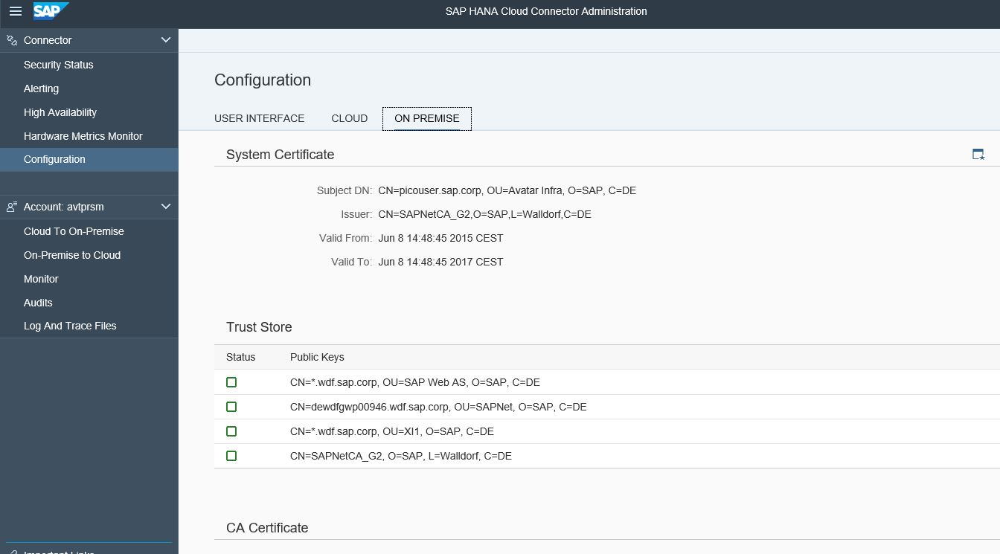 SAP
SAP HANA Cloud Connector Administration
Connector
Security Status
Alerting
High Availability
Hardware Metrics Monitor
Configuration
Account: avtprsm
Cloud To On-Premise
On-Premise to Cloud
Monitor
Audits
Log And Trace Files
Important Links
Configuration
USER INTERFACE CLOUD ON PREMISE
System Certificate
Subject DN: CN=picouser.sap.corp, OU=Avatar Infra, O=SAP, C=DE
Issuer: CN=SAPNetCA_G2,O=SAP,L=Walldorf,C=DE
Valid From: Jun 8 14:48:45 2015 CEST
Valid To: Jun 8 14:48:45 2017 CEST
Trust Store
Status Public Keys
CN=*.wdf.sap.corp, OU=SAP Web AS, O=SAP, C=DE
CN=dewdfgwp00946.wdf.sap.corp, OU=SAPNet, O=SAP, C=DE
CN=*.wdf.sap.corp, OU=XI1, O=SAP, C=DE
CN=SAPNetCA_G2, O=SAP, L=Walldorf, C=DE
CA Certificate